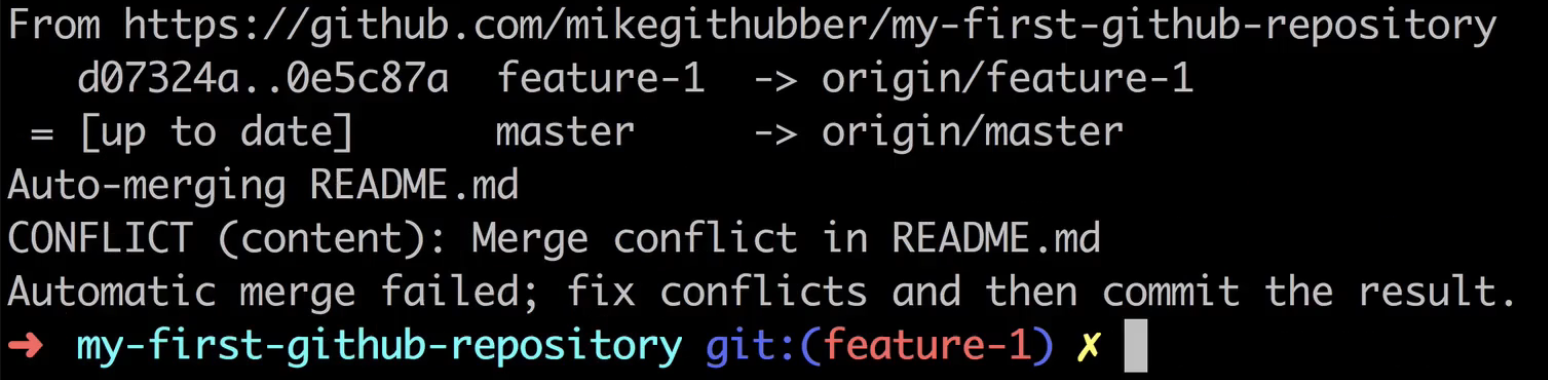 From https://github.com/mikegithubber/my-first-github-repository
   d07324a..0e5c87a  feature-1  -> origin/feature-1
 = [up to date]      master     -> origin/master
Auto-merging README.md
CONFLICT (content): Merge conflict in README.md
Automatic merge failed; fix conflicts and then commit the result.
➜  my-first-github-repository git:(feature-1) ✗